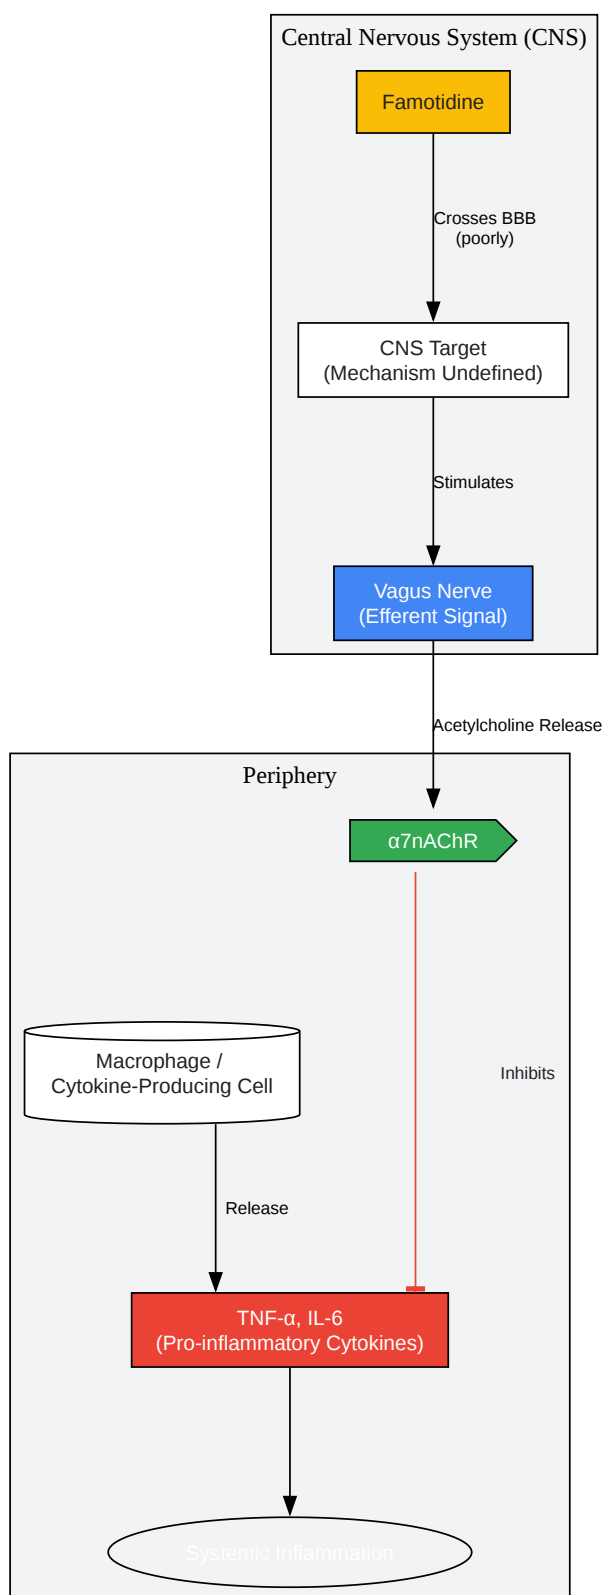 Central Nervous System (CNS)
Famotidine
Crosses BBB
(poorly)
CNS Target
(Mechanism Undefined)
Stimulates
Vagus Nerve
(Efferent Signal)
Acetylcholine Release
Periphery
α7nAChR
Macrophage /
Cytokine-Producing Cell
Inhibits
Release
TNF-α, IL-6
(Pro-inflammatory Cytokines)
Systemic Inflammation